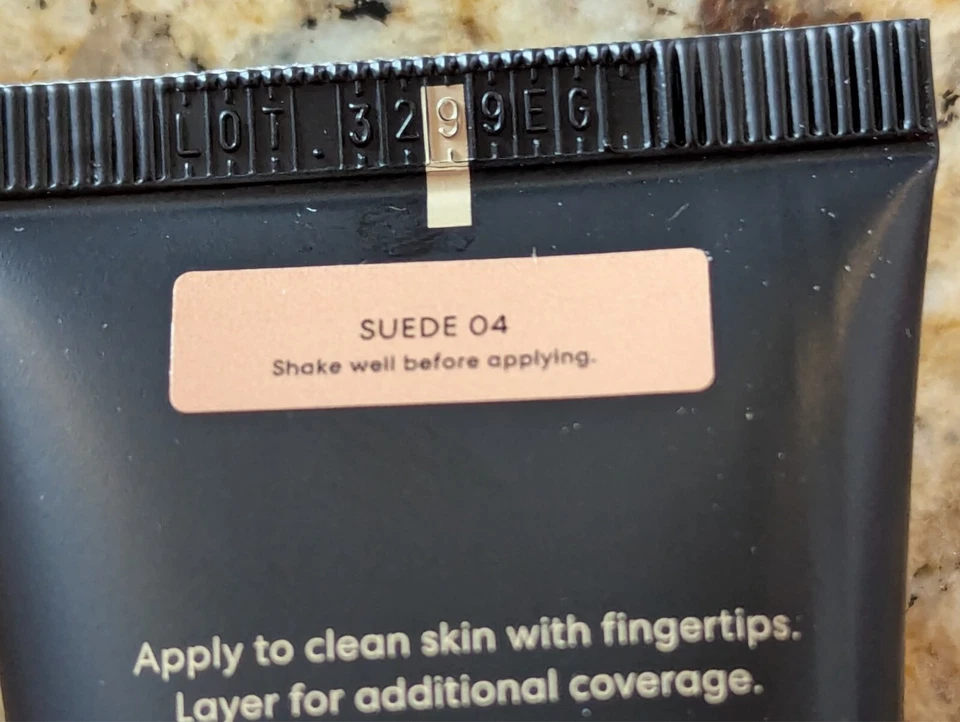 LOT.3299EG.
SUEDE 04
Shake well before applying.
Apply to clean skin with fingertips.
Layer for additional coverage.